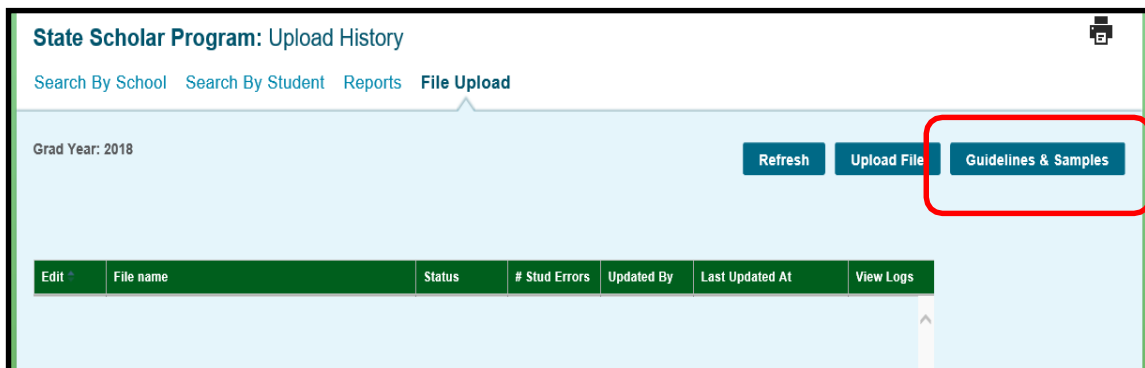 State Scholar Program: Upload History
Search By School Search By Student Reports File Upload
Grad Year: 2018
Refresh Upload File Guidelines & Samples
Edit File name Status # Stud Errors Updated By Last Updated At View Logs